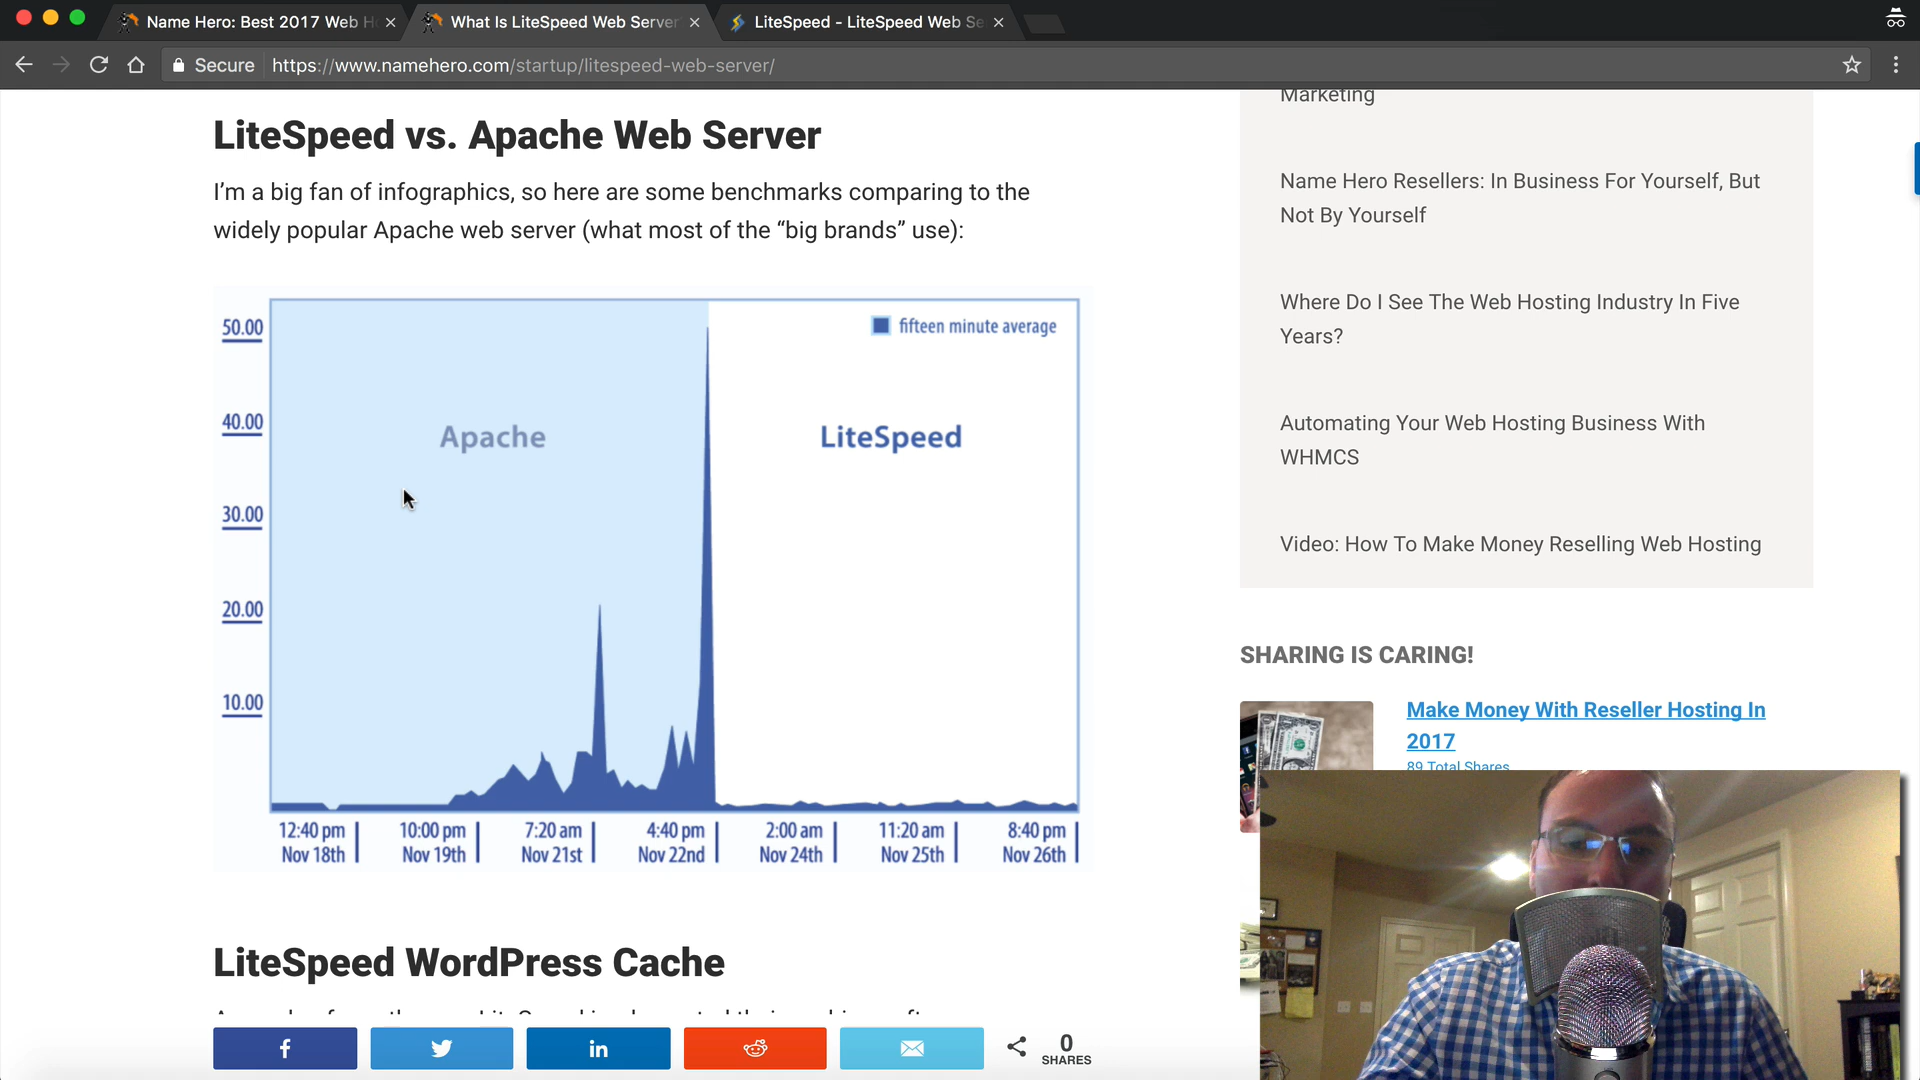 Name Hero: Best 2017 Web H
What Is LiteSpeed Web Server
LiteSpeed - LiteSpeed Web Se
Secure
https://www.namehero.com/startup/litespeed-web-server/
LiteSpeed vs. Apache Web Server
I’m a big fan of infographics, so here are some benchmarks comparing to the
widely popular Apache web server (what most of the “big brands” use):
fifteen minute average
50.00
40.00
30.00
20.00
10.00
Apache
LiteSpeed
12:40 pm
Nov 18th
10:00 pm
Nov 19th
7:20 am
Nov 21st
4:40 pm
Nov 22nd
2:00 am
Nov 24th
11:20 am
Nov 25th
8:40 pm
Nov 26th
LiteSpeed WordPress Cache
0
SHARES
Marketing
Name Hero Resellers: In Business For Yourself, But
Not By Yourself
Where Do I See The Web Hosting Industry In Five
Years?
Automating Your Web Hosting Business With
WHMCS
Video: How To Make Money Reselling Web Hosting
SHARING IS CARING!
Make Money With Reseller Hosting In
2017
89 Total Shares